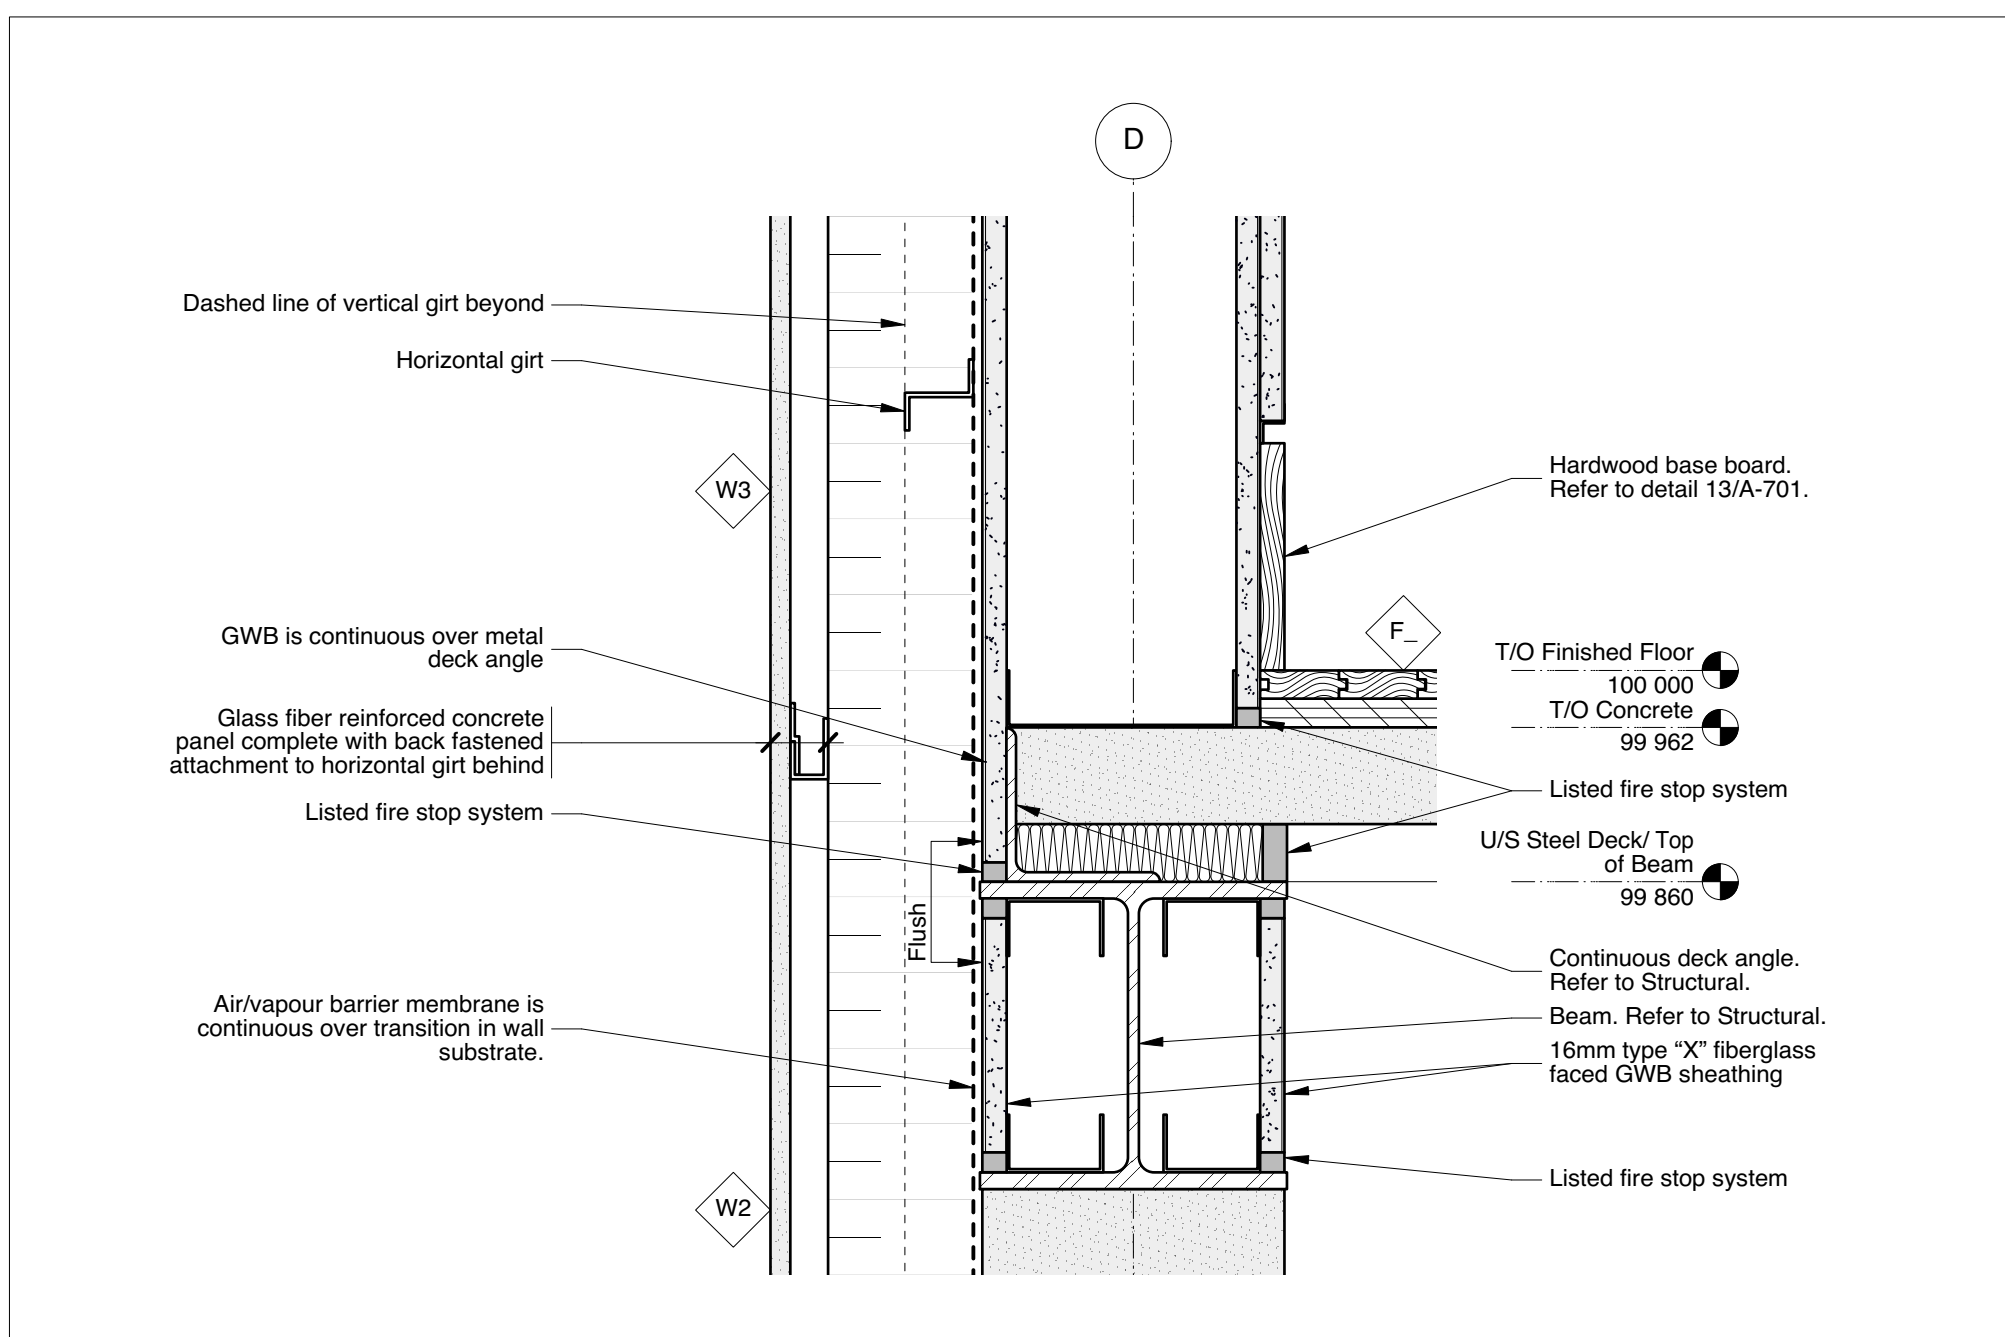 D
Dashed line of vertical girt beyond
Horizontal girt
W3
Hardwood base board.
Refer to detail 13/A-701.
GWB is continuous over metal
deck angle
F_
T/O Finished Floor
100 000
T/O Concrete
99 962
Glass fiber reinforced concrete
panel complete with back fastened
attachment to horizontal girt behind
Listed fire stop system
Listed fire stop system
U/S Steel Deck/ Top
of Beam
99 860
Flush
Air/vapour barrier membrane is
continuous over transition in wall
substrate.
Continuous deck angle.
Refer to Structural.
Beam. Refer to Structural.
16mm type “X” fiberglass
faced GWB sheathing
Listed fire stop system
W2